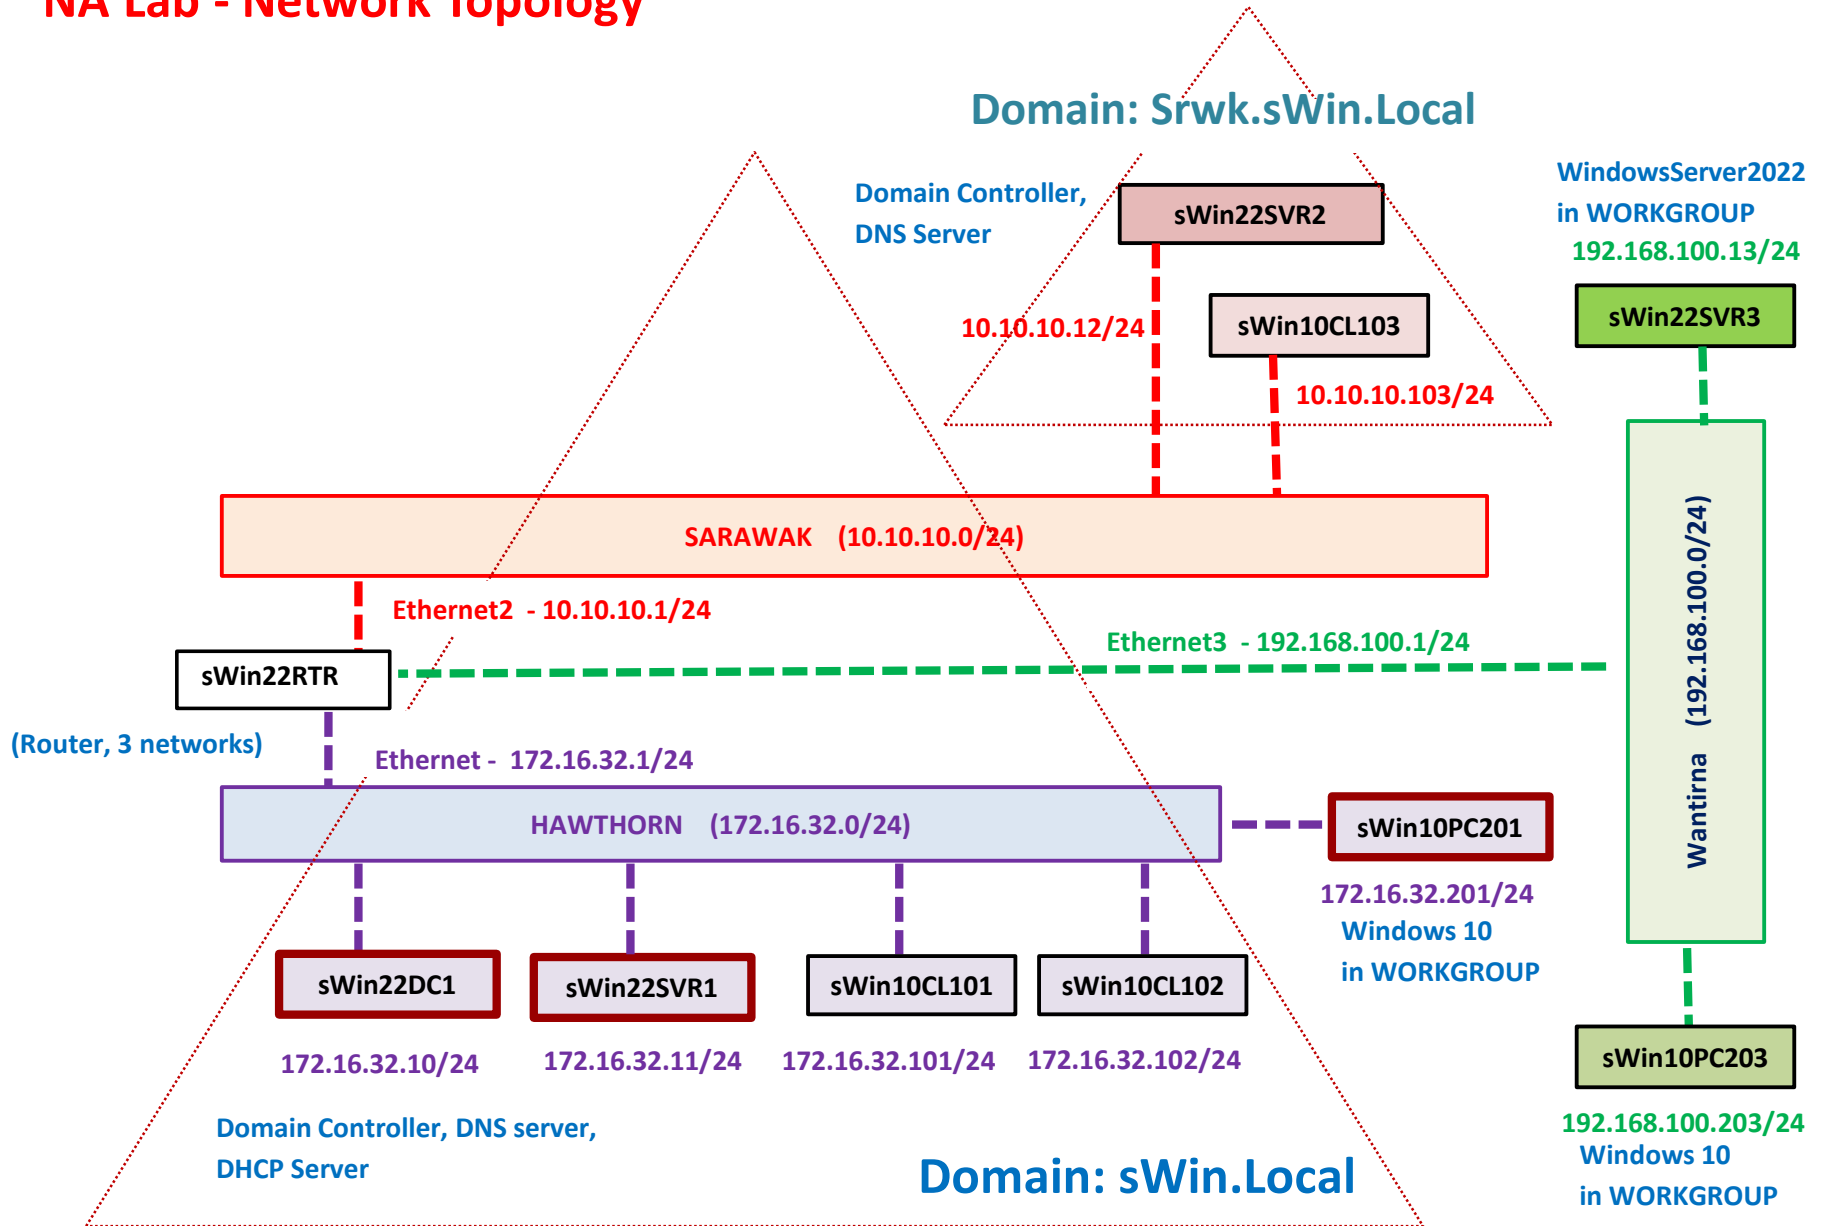 NA Lab - Network Topology
Domain: Srwk.sWin.Local
Domain Controller,
DNS Server
sWin22SVR2
WindowsServer2022
in WORKGROUP
192.168.100.13/24
sWin22SVR3
10.10.10.12/24
sWin10CL103
10.10.10.103/24
SARAWAK (10.10.10.0/24)
Wantirna (192.168.100.0/24)
Ethernet2 - 10.10.10.1/24
Ethernet3 - 192.168.100.1/24
sWin22RTR
(Router, 3 networks)
Ethernet - 172.16.32.1/24
HAWTHORN (172.16.32.0/24)
sWin10PC201
172.16.32.201/24
Windows 10
in WORKGROUP
sWin22DC1
sWin22SVR1
sWin10CL101
sWin10CL102
172.16.32.10/24
172.16.32.11/24
172.16.32.101/24
172.16.32.102/24
sWin10PC203
192.168.100.203/24
Windows 10
in WORKGROUP
Domain Controller, DNS server,
DHCP Server
Domain: sWin.Local